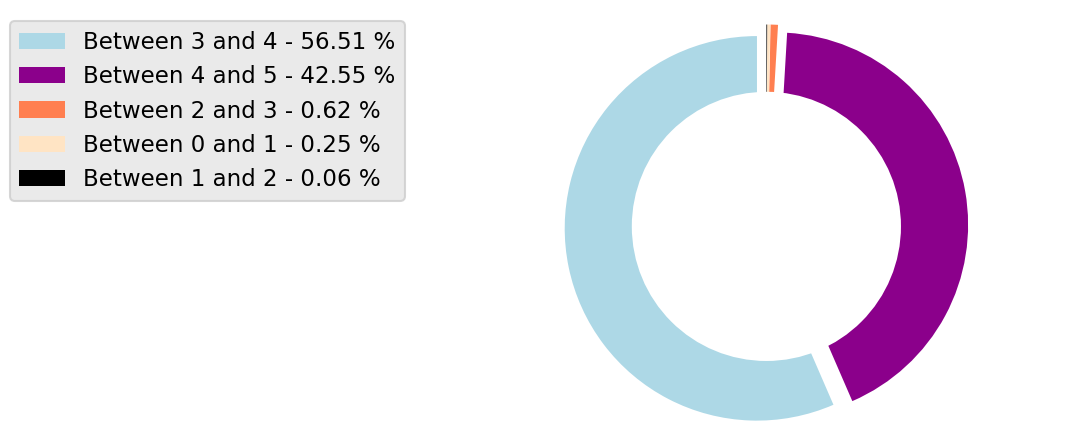 Between 3 and 4 - 56.51 %
Between 4 and 5 - 42.55 %
Between 2 and 3 - 0.62 %
Between 0 and 1 - 0.25 %
Between 1 and 2 - 0.06 %